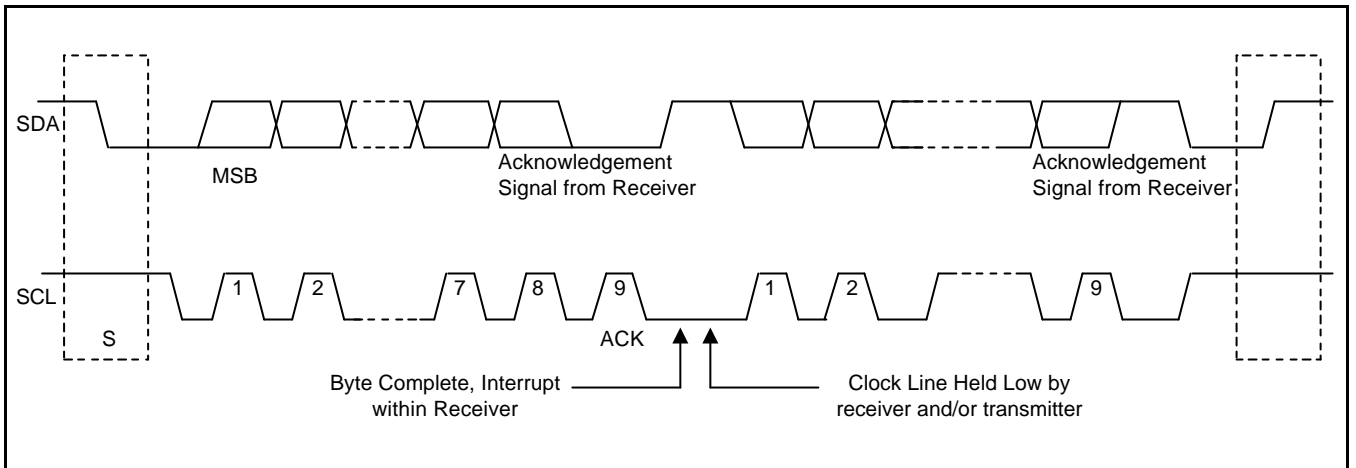 SDA
MSB
Acknowledgement
Signal from Receiver
Acknowledgement
Signal from Receiver
SCL
1
2
7
8
9
1
2
9
S
ACK
Byte Complete, Interrupt
within Receiver
Clock Line Held Low by
receiver and/or transmitter